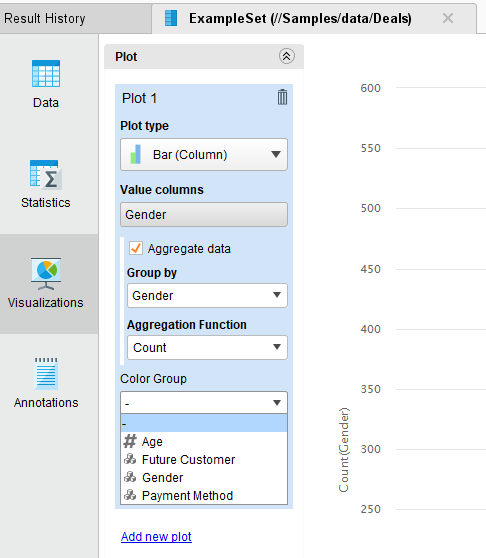 Result History
ExampleSet (//Samples/data/Deals)
Data
Statistics
Visualizations
Annotations
Plot
Plot 1
Plot type
Bar (Column)
Value columns
Gender
Aggregate data
Group by
Gender
Aggregation Function
Count
Color Group
-
-
Age
Future Customer
Gender
Payment Method
Add new plot
600
550
500
450
400
350
300
250
Count(Gender)